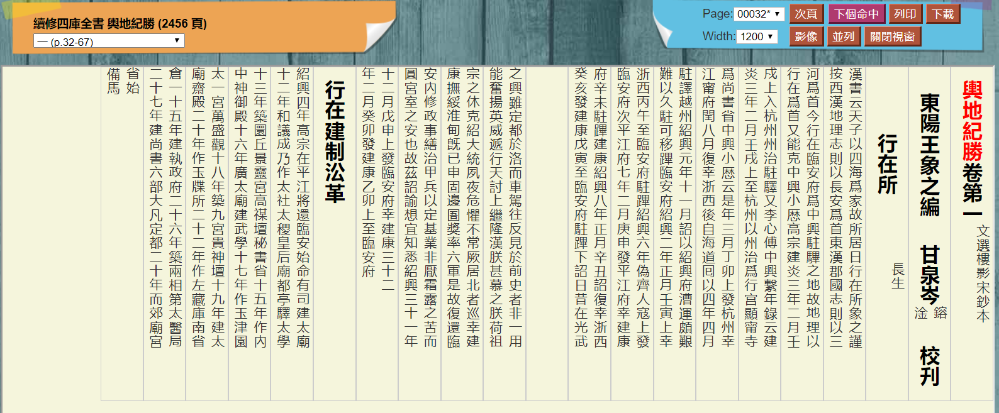 續修四庫全書 輿地紀勝 (2456 頁)
一 (p.32-67)
Page: 00032* 次頁 下個命中 列印 下載
Width: 1200 影像 並列 關閉視窗
輿地紀勝卷第一
文選樓影宋鈔本
東陽王象之編 甘泉岑
鎔
淦
校刊
行在所
長生
漢書云天子以四海爲家故所居日行在所象之謹
按西漢地理志則以長安爲首東漢郡國志則以三
河爲首今行在臨安府爲中興駐驆之地故地理以
行在爲首又能克中興小厯高宗建炎三年二月壬
戍上入杭州州治駐驛又李心傅中興繫年錄云建
炎三年二月壬戌上至杭州以州治爲行宫顯甯寺
爲尚書省中興小厯云是年三月丁卯上發杭州幸
江甯府閏八月復幸浙西後自海道囘以四年四月
駐譯越州紹興元年十一月詔以紹興府漕運頗艱
難以久駐可移蹕臨安府紹興二年正月壬寅上幸
浙西丙午至臨安府駐蹕紹興六年偽齊人寇上發
臨安府次平江府七年二月庚申發平江府幸建康
府辛未駐蹕建康紹興八年正月辛丑詔復幸浙西
癸亥發建康戊寅至臨安府駐蹕下詔日昔在光武
之興雖定都於洛而車駕往反見於前史者非一用
能奮揚英威遞行天討上繼隆漢朕甚慕之朕荷祖
宗之休克紹大統夙夜危懼不常厥居北者巡幸建
康撫綏淮甸旣已申固邊圉獎率六軍是故復還臨
安內修政事繕治甲兵以定基業非厭霜露之苦而
圓宮室之安也故茲詔諭想宜知悉紹興三十一年
十二月戊申上發臨安府幸建康三十二
年二月癸卯發建康乙卯上至臨安府
行在建制㳂革
紹興四年高宗在平江將還臨安始命有司建太廟
十二年和議成乃作太社太稷皇后廟都亭驛太學
十三年築圜丘景靈宮高禖壇秘書省十五年作內
中神御殿十六年廣太廟建武學十七年作玉津園
太一宮萬盛觀十八年築九宮貴神壇十九年建太
廟齋殿二十年作玉牒所二十二年作左藏庫南省
倉一十五年建執政府二十六年築兩相第太醫局
二十七年建尚書六部大凡定都二十年而郊廟宮
省始
備馬